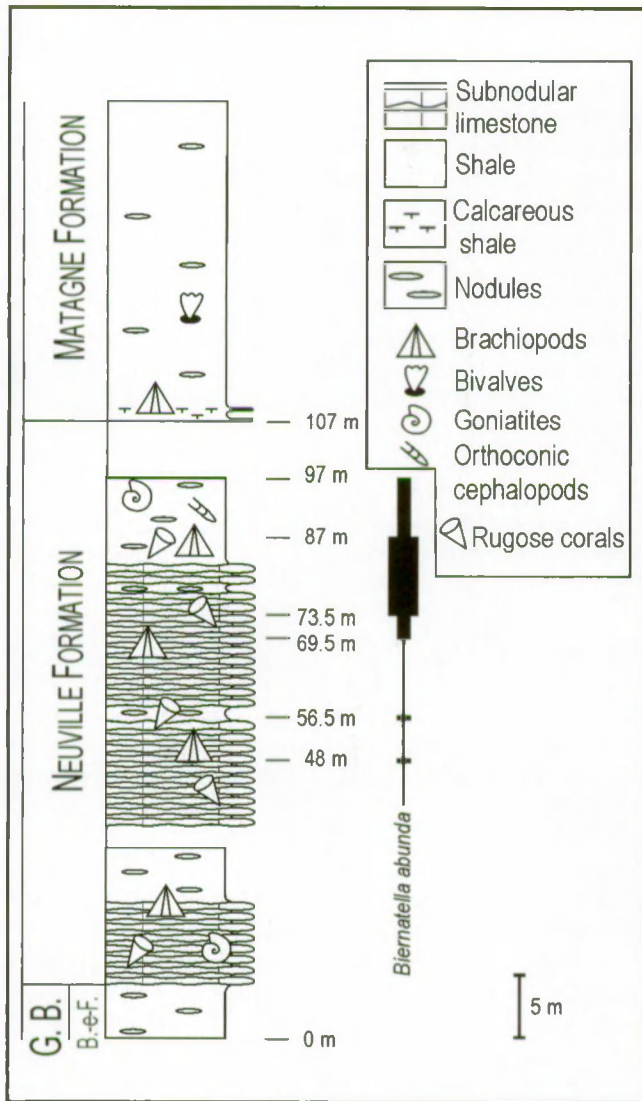 MATAGNE FORMATION
NEUVILLE FORMATION
G. B.
B.-e-F.
107 m
97 m
87 m
73.5 m
69.5 m
56.5 m
48 m
0 m
Biernatella abunda
5 m
Subnodular
limestone
Shale
Calcareous
shale
Nodules
Brachiopods
Bivalves
Goniatites
Orthoconic
cephalopods
Rugose corals